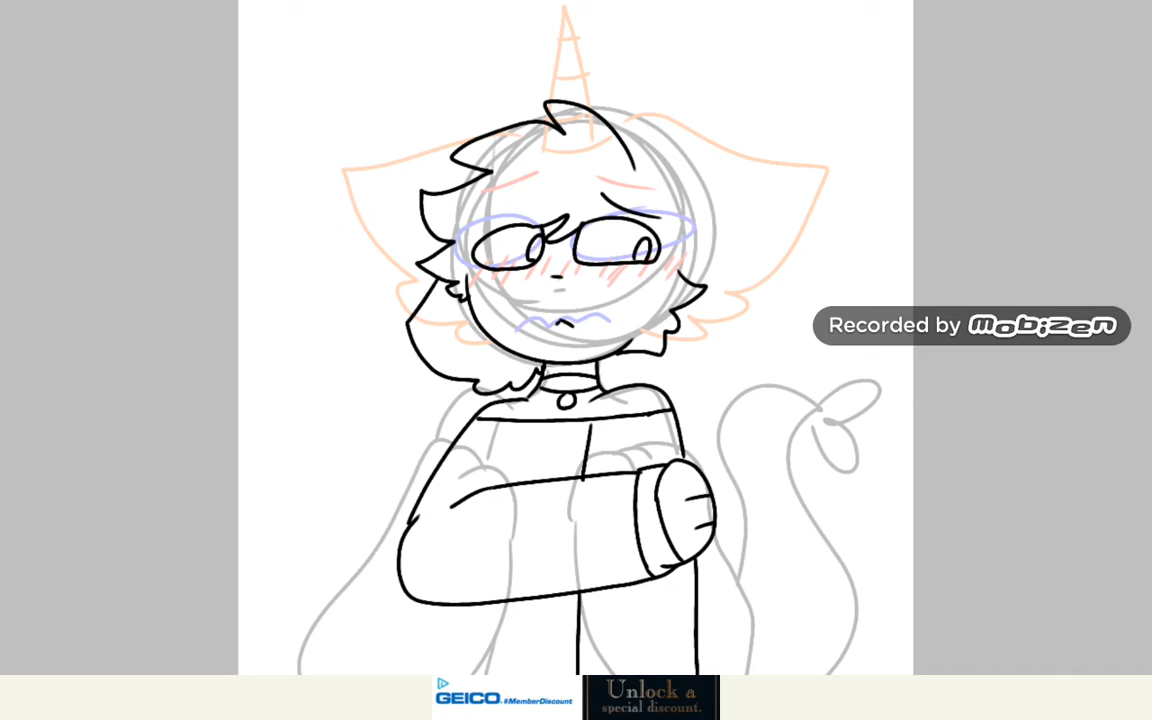 Recorded by Mobizen
GEICO #MemberDiscount
Unlock a
special discount.